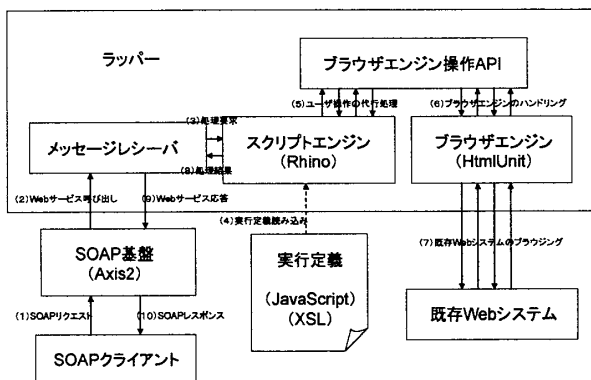 ラッパー
ブラウザエンジン操作API
(5)ユーザ操作の代行処理
(6)ブラウザエンジンのハンドリング
(3)処理要求
メッセージレシーバ
スクリプトエンジン
(Rhino)
ブラウザエンジン
(HtmlUnit)
(8)処理結果
(2)Webサービス呼び出し
(9)Webサービス応答
(4)実行定義読み込み
(7)既存Webシステムのブラウジング
SOAP基盤
(Axis2)
実行定義
(JavaScript)
(XSL)
既存Webシステム
(1)SOAPリクエスト
(10)SOAPレスポンス
SOAPクライアント